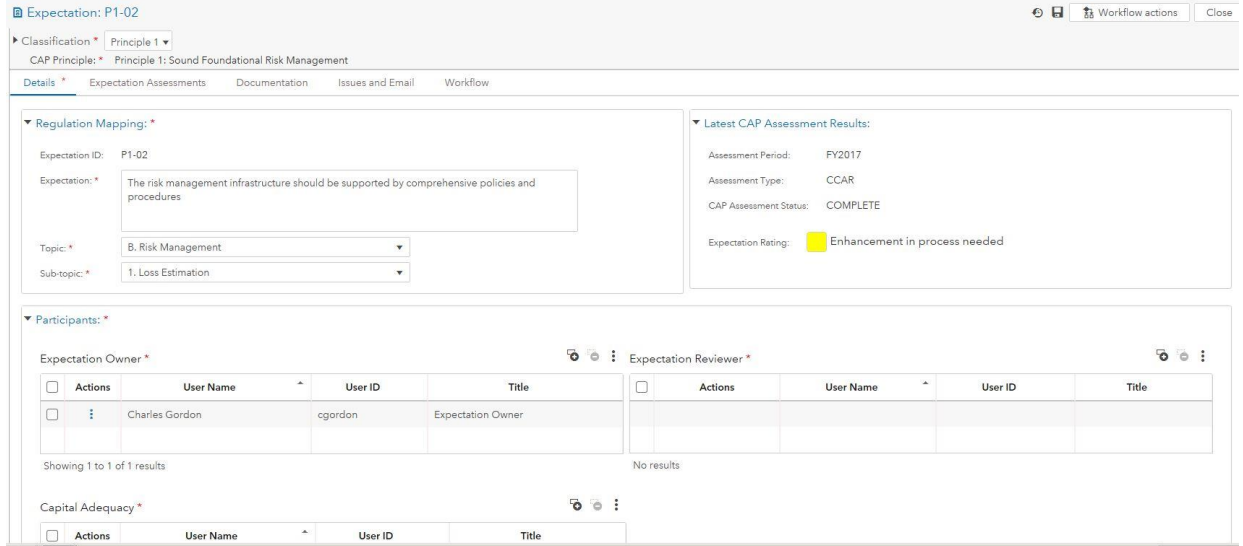 Expectation: P1-02
Workflow actions
Close
Classification *
Principle 1
CAP Principle: * Principle 1: Sound Foundational Risk Management
Details *
Expectation Assessments
Documentation
Issues and Email
Workflow
Regulation Mapping: *
Expectation ID: P1-02
Expectation: * The risk management infrastructure should be supported by comprehensive policies and
procedures
Topic: * B. Risk Management
Sub-topic: * 1. Loss Estimation
Latest CAP Assessment Results:
Assessment Period: FY2017
Assessment Type: CCAR
CAP Assessment Status: COMPLETE
Expectation Rating: Enhancement in process needed
Participants: *
Expectation Owner *
Actions User Name User ID Title
Charles Gordon cgordon Expectation Owner
Showing 1 to 1 of 1 results
Expectation Reviewer *
Actions User Name User ID Title
No results
Capital Adequacy *
Actions User Name User ID Title